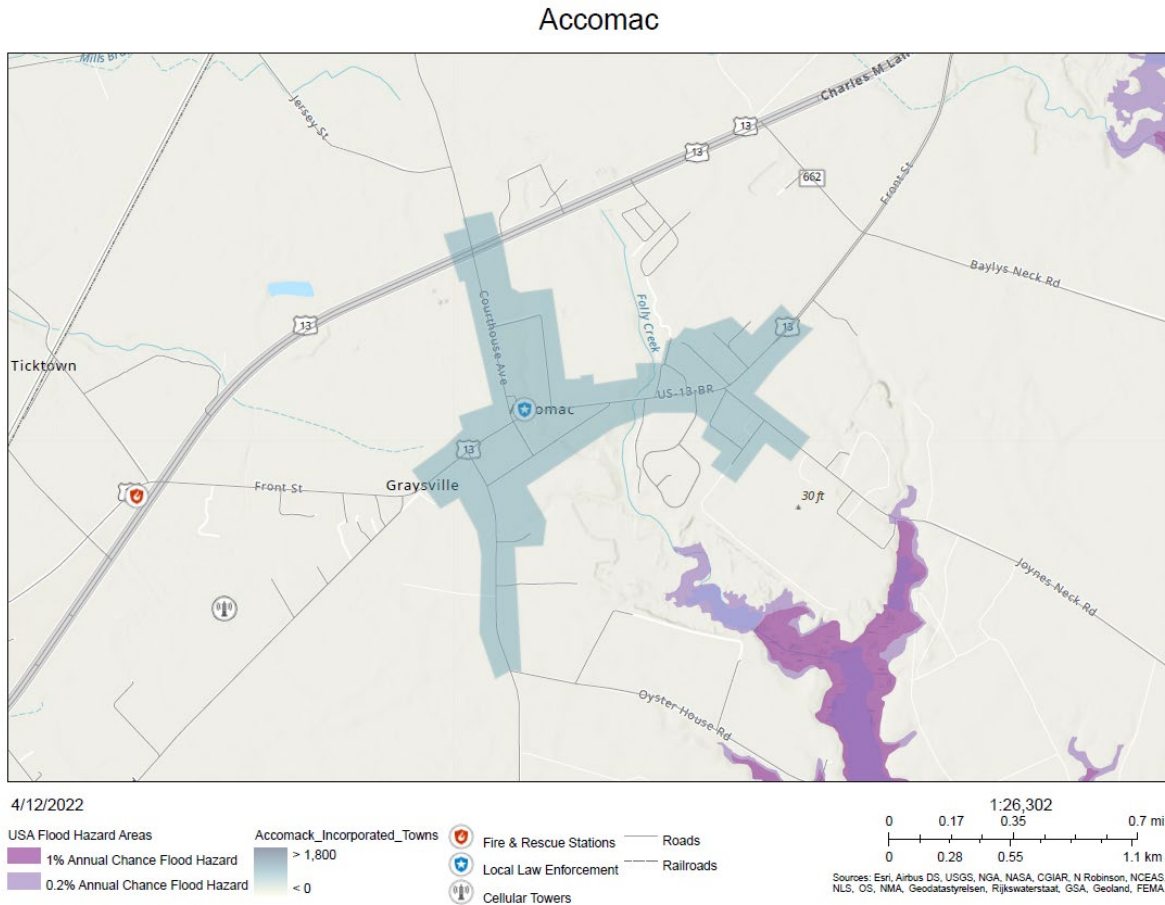 Accomac
Mills Br
Jersey St
Charles M Lan
13
13
662
Front St
Baylys Neck Rd
Folly Creek
Courthouse Ave
13
13
Ticktown
US-13-BR
13
Graysville
Front St
30 ft
Joynes Neck Rd
Oyster House Rd
4/12/2022
USA Flood Hazard Areas
1% Annual Chance Flood Hazard
0.2% Annual Chance Flood Hazard
Accomack_Incorporated_Towns
> 1,800
< 0
Fire & Rescue Stations
Local Law Enforcement
Cellular Towers
Roads
Railroads
1:26,302
0 0.17 0.35 0.7 mi
0 0.28 0.55 1.1 km
Sources: Esri, Airbus DS, USGS, NGA, NASA, CGIAR, N Robinson, NCEAS,
NLS, OS, NMA, Geodatastyrelsen, Rijkswaterstaat, GSA, Geoland, FEMA,